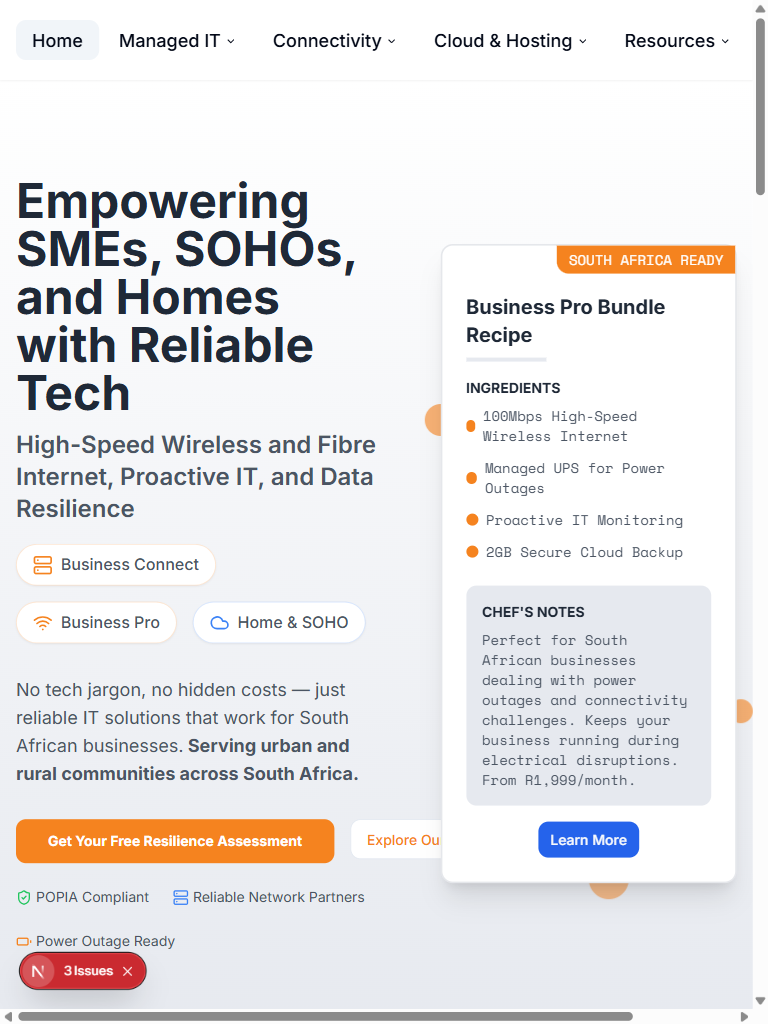 Home
Managed IT
Connectivity
Cloud & Hosting
Resources
Empowering
SMEs, SOHOs,
and Homes
with Reliable
Tech
High-Speed Wireless and Fibre
Internet, Proactive IT, and Data
Resilience
Business Connect
Business Pro
Home & SOHO
No tech jargon, no hidden costs — just
reliable IT solutions that work for South
African businesses. Serving urban and
rural communities across South Africa.
Get Your Free Resilience Assessment
Explore Ou
POPIA Compliant
Reliable Network Partners
Power Outage Ready
N
3 Issues
SOUTH AFRICA READY
Business Pro Bundle
Recipe
INGREDIENTS
100Mbps High-Speed
Wireless Internet
Managed UPS for Power
Outages
Proactive IT Monitoring
2GB Secure Cloud Backup
CHEF'S NOTES
Perfect for South
African businesses
dealing with power
outages and connectivity
challenges. Keeps your
business running during
electrical disruptions.
From R1,999/month.
Learn More